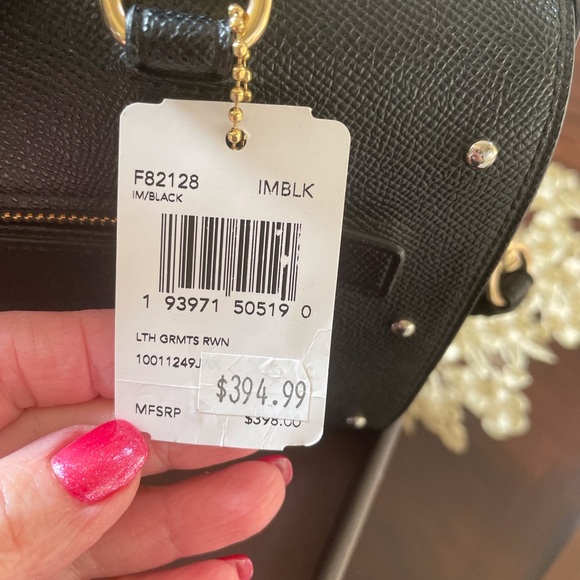 F82128 IMBLK
IM/BLACK
1 93971 50519 0
LTH GRMTS RWN
10011249J
$394.99
MFSRP $398.00